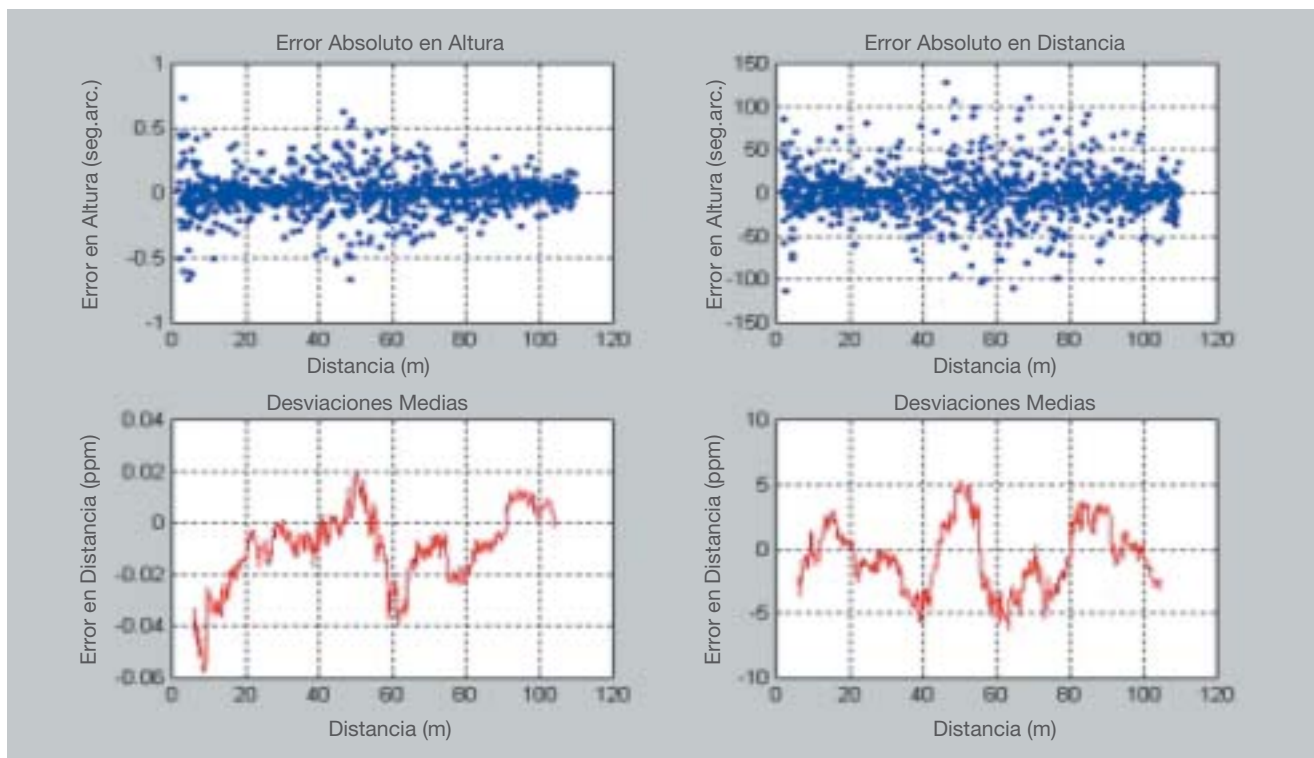 Error Absoluto en Altura
Error en Altura (seg.arc.)
1
0.5
0
-0.5
-1
0 20 40 60 80 100 120
Distancia (m)
Error Absoluto en Distancia
Error en Altura (seg.arc.)
150
100
50
0
-50
-100
-150
0 20 40 60 80 100 120
Distancia (m)
Desviaciones Medias
Error en Distancia (ppm)
0.04
0.02
0
-0.02
-0.04
-0.06
0 20 40 60 80 100 120
Distancia (m)
Desviaciones Medias
Error en Distancia (ppm)
10
5
0
-5
-10
0 20 40 60 80 100 120
Distancia (m)